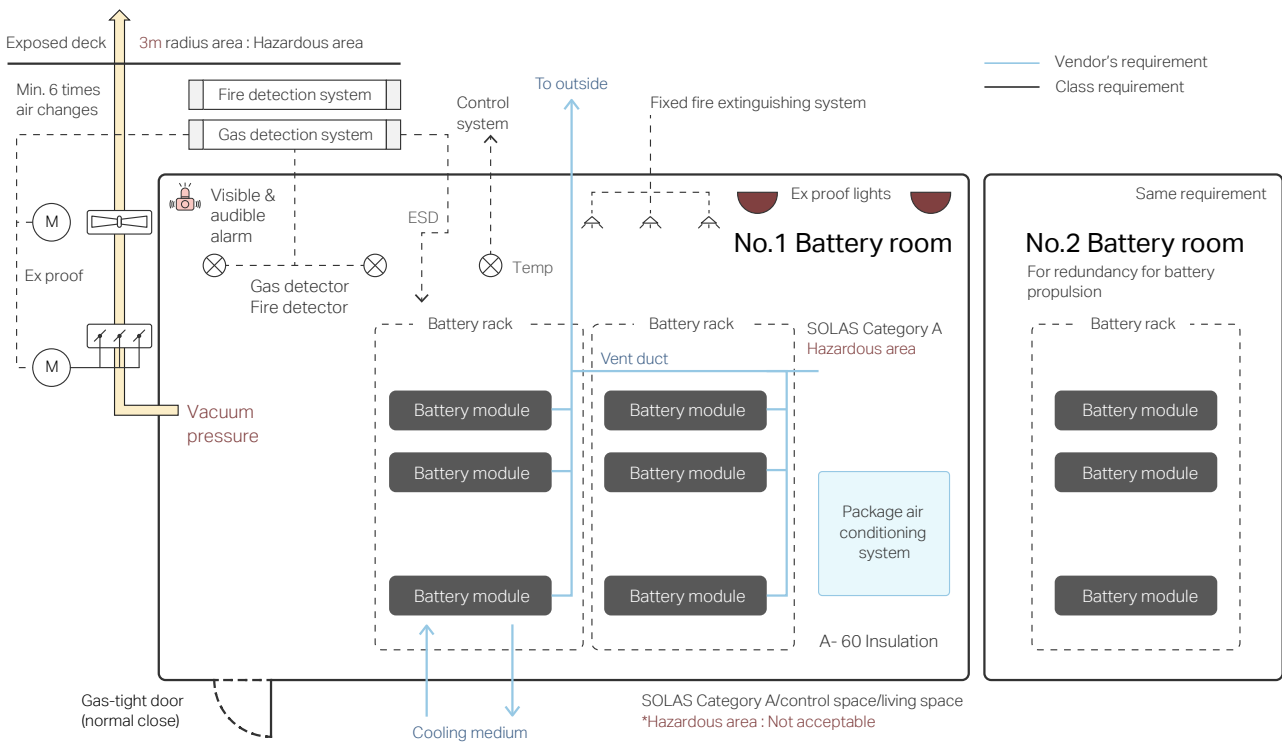 Exposed deck
3m radius area : Hazardous area
Min. 6 times
air changes
Fire detection system
Gas detection system
Control
system
To outside
Fixed fire extinguishing system
Vendor's requirement
Class requirement
Visible &
audible
alarm
ESD
Ex proof lights
Same requirement
M
Ex proof
M
Gas detector
Fire detector
Temp
No.1 Battery room
No.2 Battery room
For redundancy for battery
propulsion
Battery rack
Battery rack
SOLAS Category A
Hazardous area
Battery rack
Vent duct
Vacuum
pressure
Battery module
Battery module
Battery module
Battery module
Battery module
Battery module
Package air
conditioning
system
Battery module
Battery module
Battery module
A- 60 Insulation
Gas-tight door
(normal close)
Cooling medium
SOLAS Category A/control space/living space
*Hazardous area : Not acceptable